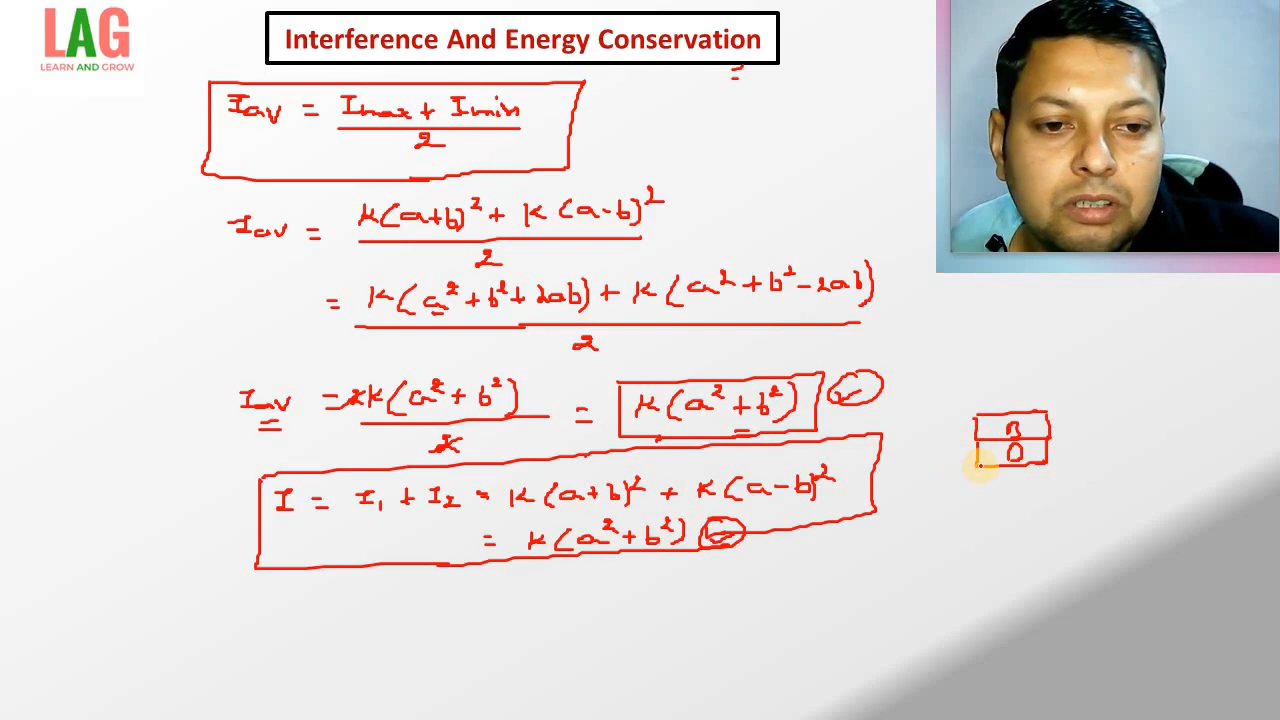 LAG
LEARN AND GROW
Interference And Energy Conservation
Iav = Imax + Imin / 2
Iav = K(a+b)² + K(a-b)² / 2
= K(a² + b² + 2ab) + K(a² + b² - 2ab) / 2
Iav = 2K(a² + b²) / 2 = K(a² + b²)
I = I₁ + I₂ = K(a+b)² + K(a-b)²
= K(a² + b²)
B
D